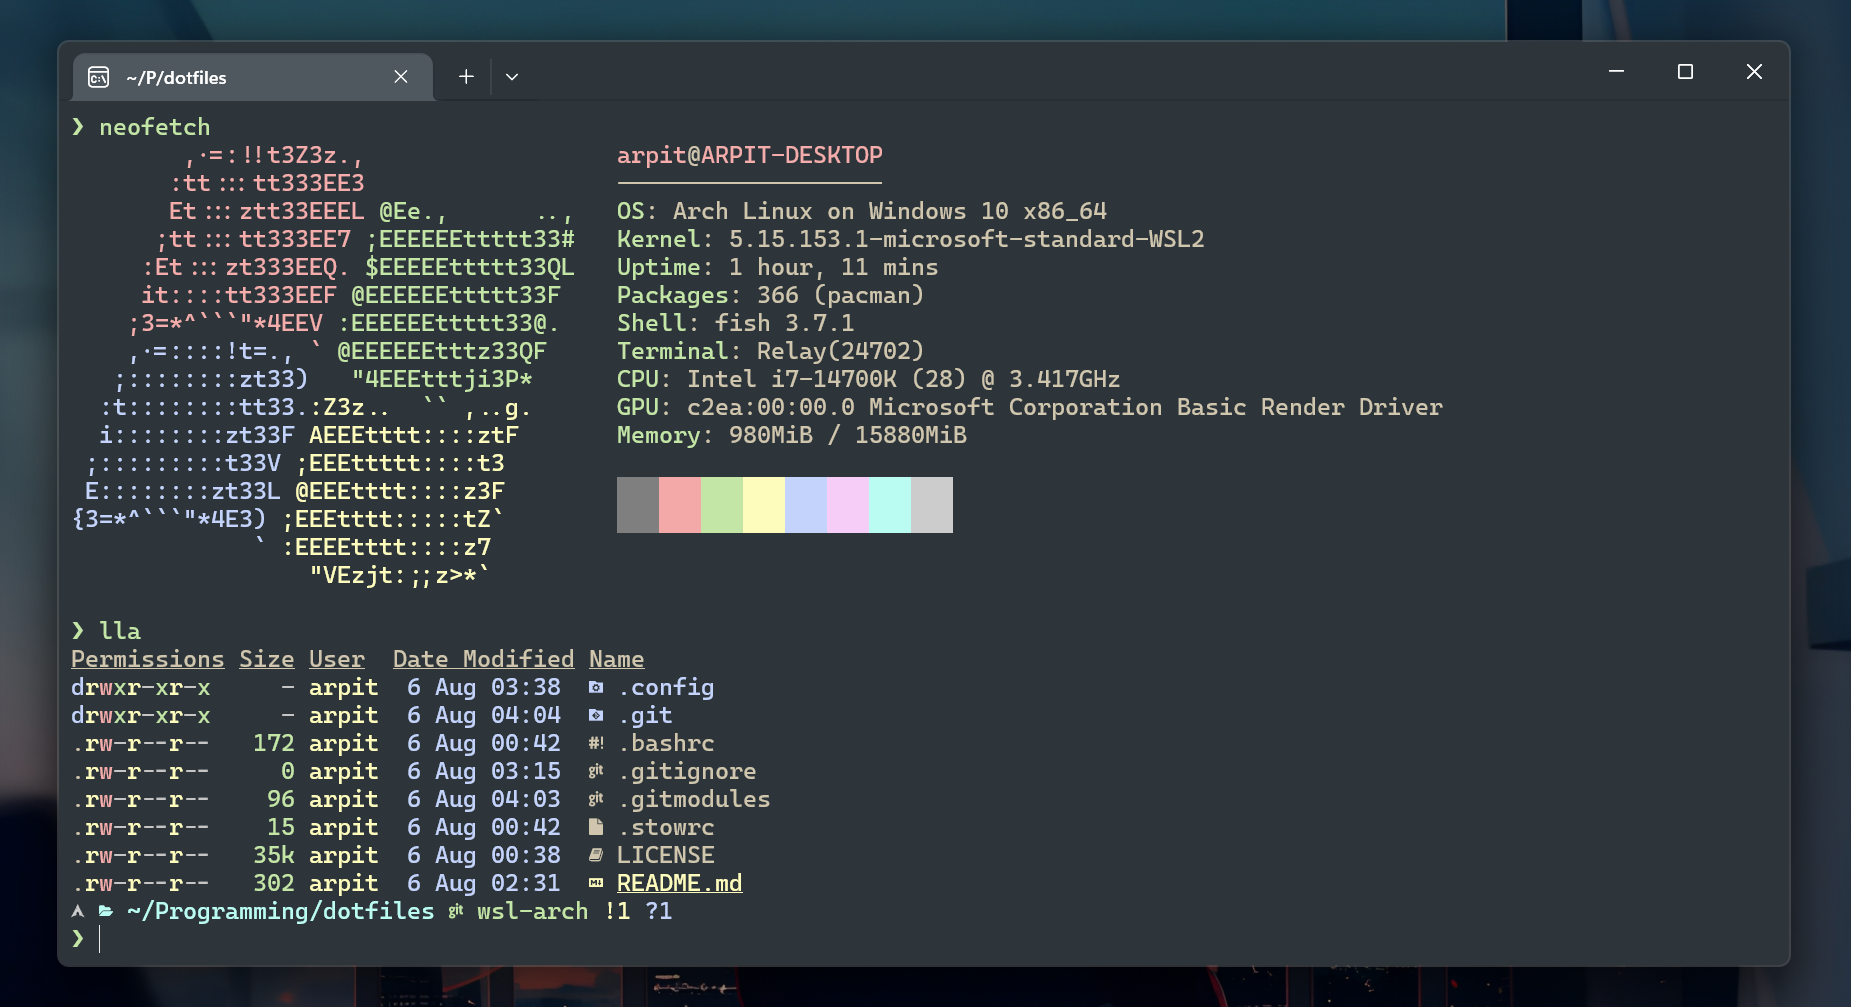 ~/P/dotfiles
❯ neofetch
        ,.=:!!t3Z3z.,                  arpit@ARPIT-DESKTOP
       :tt:::tt333EE3                  -------------------
       Et:::ztt33EEEL @Ee.,      ..,   OS: Arch Linux on Windows 10 x86_64
      ;tt:::tt333EE7 ;EEEEEEttttt33#   Kernel: 5.15.153.1-microsoft-standard-WSL2
     :Et:::zt333EEQ. $EEEEEttttt33QL   Uptime: 1 hour, 11 mins
     it::::tt333EEF @EEEEEEttttt33F    Packages: 366 (pacman)
    ;3=*^```"*4EEV :EEEEEEttttt33@.    Shell: fish 3.7.1
    ,.=::::!t=., ` @EEEEEEtttz33QF     Terminal: Relay(24702)
   ;::::::::zt33)   "4EEEtttji3P*      CPU: Intel i7-14700K (28) @ 3.417GHz
  :t::::::::tt33.:Z3z..  `` ,..g.      GPU: c2ea:00:00.0 Microsoft Corporation Basic Render Driver
  i::::::::zt33F AEEEtttt::::ztF       Memory: 980MiB / 15880MiB
 ;:::::::::t33V ;EEEttttt::::t3
 E::::::::zt33L @EEEtttt::::z3F
{3=*^```"*4E3) ;EEEtttt:::::tZ`
             ` :EEEEtttt::::z7
                 "VEzjt:;;z>*`
❯ lla
Permissions Size User  Date Modified Name
drwxr-xr-x     - arpit  6 Aug 03:38  .config
drwxr-xr-x     - arpit  6 Aug 04:04  .git
.rw-r--r--   172 arpit  6 Aug 00:42  #! .bashrc
.rw-r--r--     0 arpit  6 Aug 03:15  git .gitignore
.rw-r--r--    96 arpit  6 Aug 04:03  git .gitmodules
.rw-r--r--    15 arpit  6 Aug 00:42  .stowrc
.rw-r--r--   35k arpit  6 Aug 00:38  LICENSE
.rw-r--r--   302 arpit  6 Aug 02:31  README.md
~/Programming/dotfiles git wsl-arch !1 ?1
❯